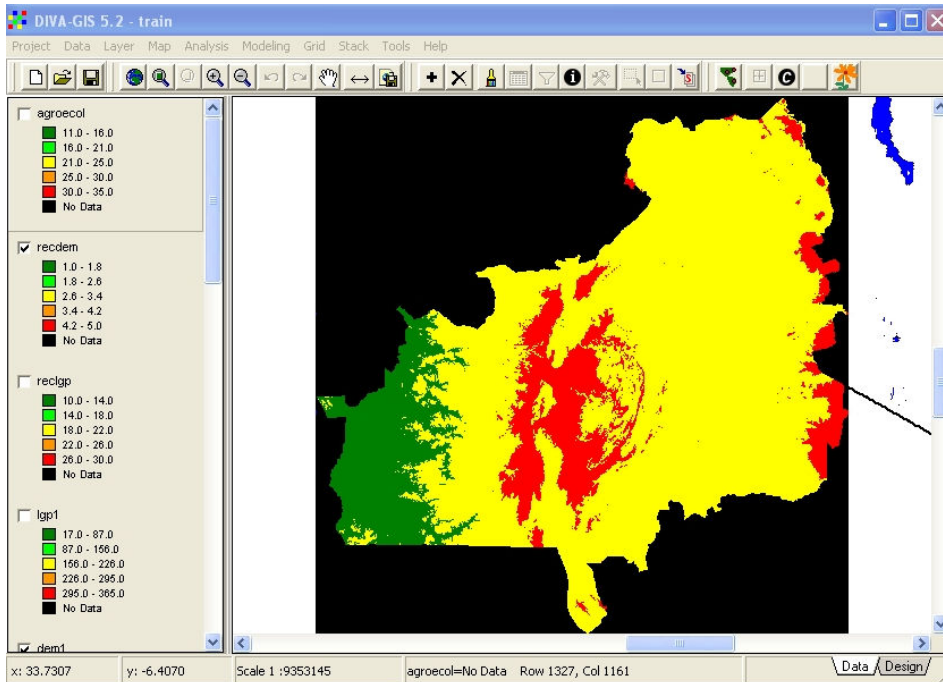 DIVA-GIS 5.2 - train
Project Data Layer Map Analysis Modeling Grid Stack Tools Help
agroecol
11.0 - 16.0
16.0 - 21.0
21.0 - 25.0
25.0 - 30.0
30.0 - 35.0
No Data
recdem
1.0 - 1.8
1.8 - 2.6
2.6 - 3.4
3.4 - 4.2
4.2 - 5.0
No Data
reclgp
10.0 - 14.0
14.0 - 18.0
18.0 - 22.0
22.0 - 26.0
26.0 - 30.0
No Data
lgp1
17.0 - 87.0
87.0 - 156.0
156.0 - 226.0
226.0 - 295.0
295.0 - 365.0
No Data
dem1
x: 33.7307 y: -6.4070 Scale 1 :9353145 agroecol=No Data Row 1327, Col 1161 Data Design